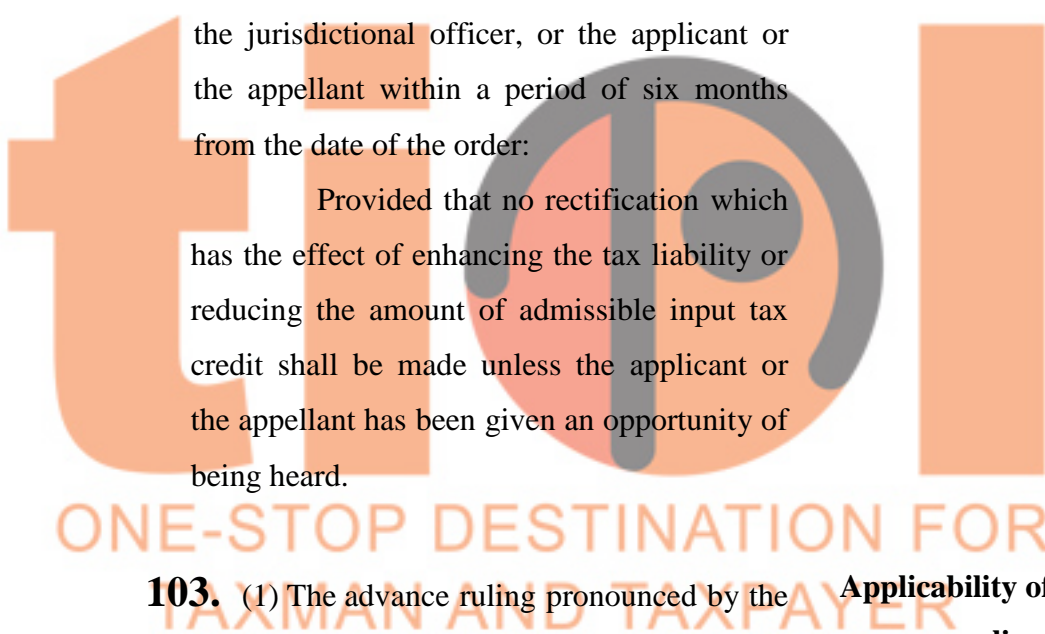 the jurisdictional officer, or the applicant or
the appellant within a period of six months
from the date of the order:
Provided that no rectification which
has the effect of enhancing the tax liability or
reducing the amount of admissible input tax
credit shall be made unless the applicant or
the appellant has been given an opportunity of
being heard.
tiol
ONE-STOP DESTINATION FOR
TAXMAN AND TAXPAYER
103. (1) The advance ruling pronounced by the
Applicability of